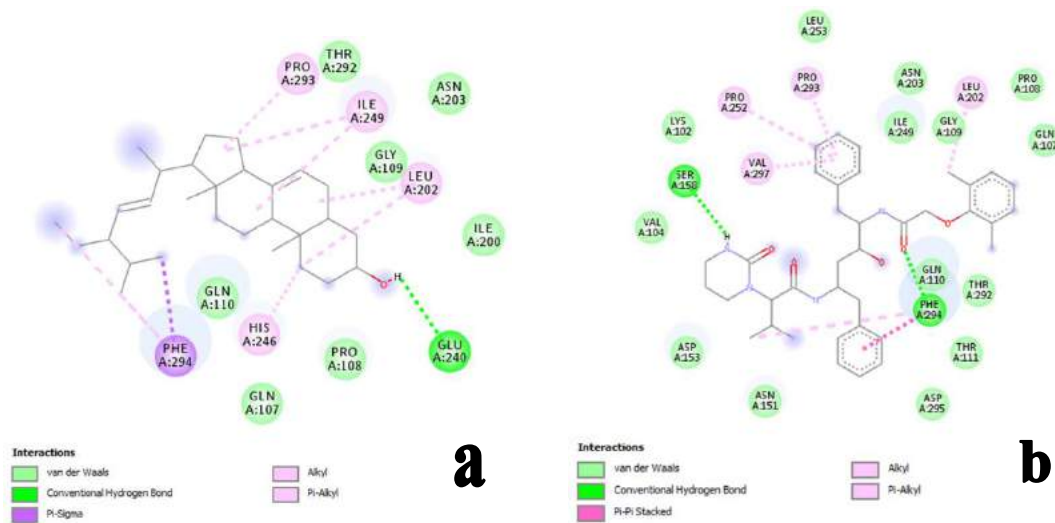 PRO
A:293
THR
A:292
ILE
A:249
ASN
A:203
GLY
A:109
LEU
A:202
ILE
A:200
GLN
A:110
HIS
A:246
PHE
A:294
PRO
A:108
GLU
A:240
GLN
A:107
O
H
Interactions
van der Waals
Conventional Hydrogen Bond
Pi-Sigma
Alkyl
Pi-Alkyl
a
LEU
A:253
PRO
A:293
PRO
A:252
ASN
A:203
LEU
A:202
PRO
A:108
LYS
A:102
ILE
A:249
GLY
A:109
GLN
A:107
VAL
A:297
SER
A:158
VAL
A:104
H
N
O
N
O
N
O
N
O
O
GLN
A:110
THR
A:292
PHE
A:294
THR
A:111
ASP
A:153
ASN
A:151
ASP
A:295
Interactions
van der Waals
Conventional Hydrogen Bond
Pi-Pi Stacked
Alkyl
Pi-Alkyl
b